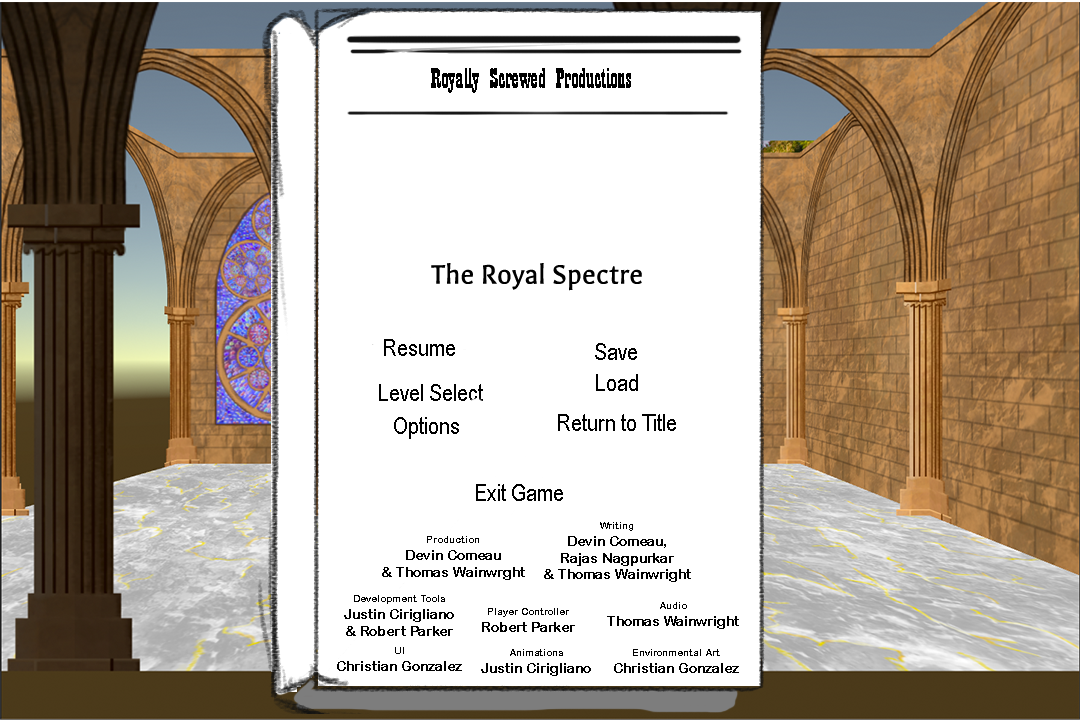 Royally Screwed Productions
The Royal Spectre
Resume
Level Select
Options
Save
Load
Return to Title
Exit Game
Production
Devin Comeau
& Thomas Wainwrght
Writing
Devin Comeau,
Rajas Nagpurkar
& Thomas Wainwright
Development Tools
Justin Cirigliano
& Robert Parker
Player Controller
Robert Parker
Audio
Thomas Wainwright
UI
Christian Gonzalez
Animations
Justin Cirigliano
Environmental Art
Christian Gonzalez